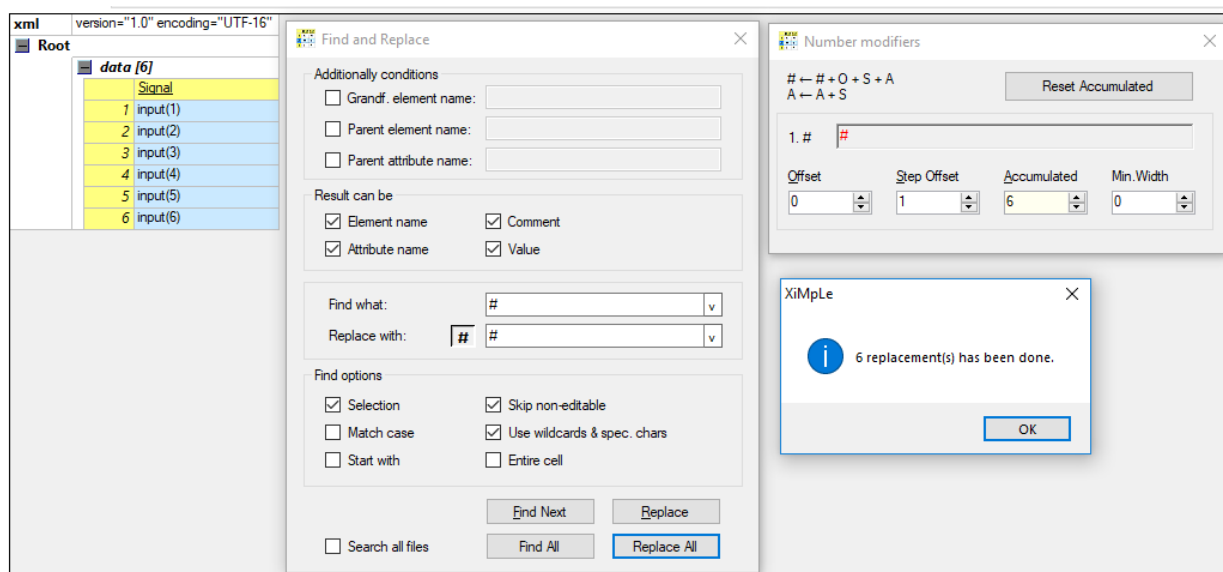 xml version="1.0" encoding="UTF-16"
Root
data [6]
Signal
1 input(1)
2 input(2)
3 input(3)
4 input(4)
5 input(5)
6 input(6)
Find and Replace
Additionally conditions
Grandf. element name:
Parent element name:
Parent attribute name:
Result can be
Element name Comment
Attribute name Value
Find what: # v
Replace with: # # v
Find options
Selection Skip non-editable
Match case Use wildcards & spec. chars
Start with Entire cell
Find Next Replace
Search all files Find All Replace All
Number modifiers
# ← # + O + S + A
A ← A + S
Reset Accumulated
1. # #
Offset Step Offset Accumulated Min.Width
0 1 6 0
XiMpLe
i 6 replacement(s) has been done.
OK